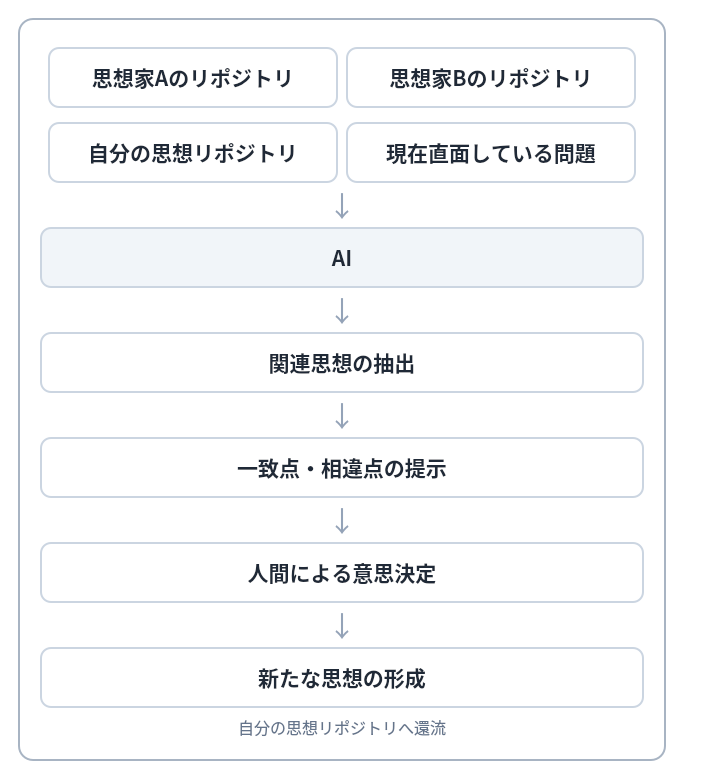 思想家Aのリポジトリ
思想家Bのリポジトリ
自分の思想リポジトリ
現在直面している問題
AI
関連思想の抽出
一致点・相違点の提示
人間による意思決定
新たな思想の形成
自分の思想リポジトリへ還流